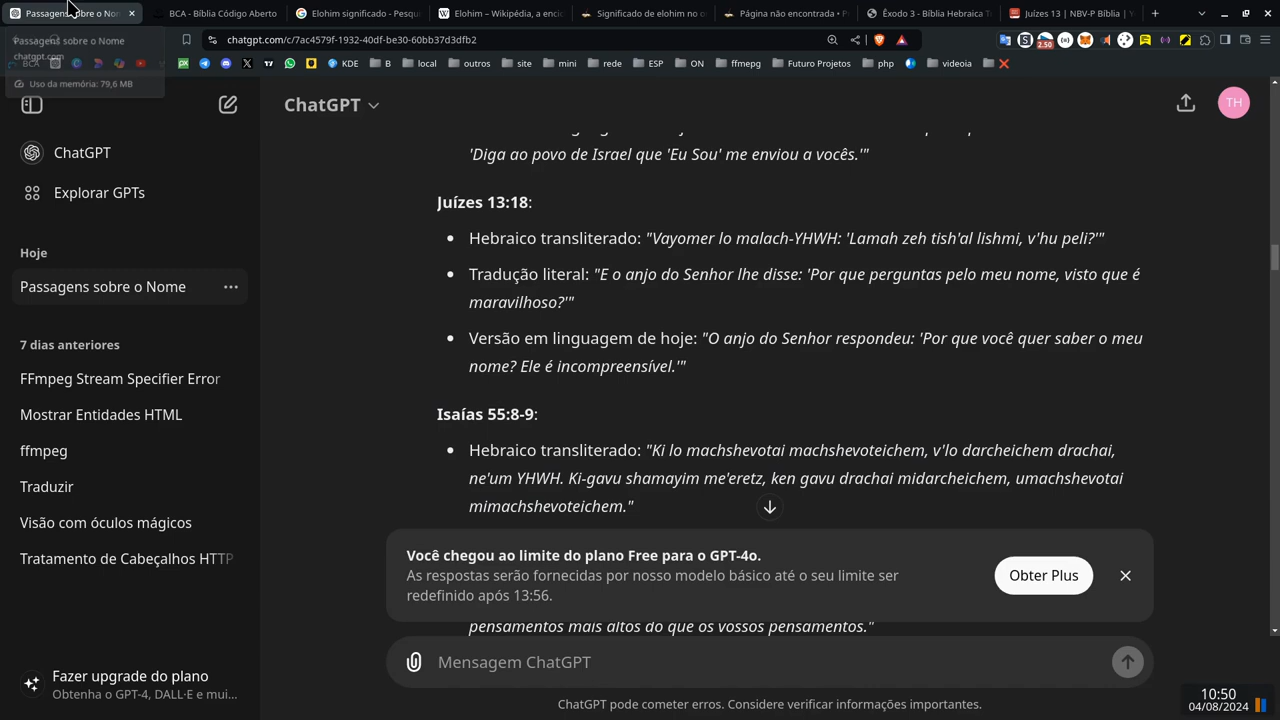 Passagens sobre o No
BCA - Bíblia Código Aberto
Elohim significado - Pesqu
Elohim – Wikipédia, a enci
Significado de elohim no c
Página não encontrada •
Êxodo 3 - Bíblia Hebraica T
Juízes 13 | NBV-P Bíblia | Y
Passagens sobre o Nome
chatgpt.com
Uso da memória: 79,6 MB
chatgpt.com/c/7ac4579f-1932-40df-be30-60bb37d3dfb2
2.50
KDE
B
local
outros
site
mini
rede
ESP
ON
ffmpeg
Futuro Projetos
php
videoia
ChatGPT
TH
ChatGPT
Explorar GPTs
Hoje
Passagens sobre o Nome
7 dias anteriores
FFmpeg Stream Specifier Error
Mostrar Entidades HTML
ffmpeg
Traduzir
Visão com óculos mágicos
Tratamento de Cabeçalhos HTTP
Fazer upgrade do plano
Obtenha o GPT-4, DALL·E e mui...
'Diga ao povo de Israel que 'Eu Sou' me enviou a vocês.'"
Juízes 13:18:
Hebraico transliterado: "Vayomer lo malach-YHWH: 'Lamah zeh tish'al lishmi, v'hu peli?'"
Tradução literal: "E o anjo do Senhor lhe disse: 'Por que perguntas pelo meu nome, visto que é
maravilhoso?'"
Versão em linguagem de hoje: "O anjo do Senhor respondeu: 'Por que você quer saber o meu
nome? Ele é incompreensível.'"
Isaías 55:8-9:
Hebraico transliterado: "Ki lo machshevotai machshevoteichem, v'lo darcheichem drachai,
ne'um YHWH. Ki-gavu shamayim me'eretz, ken gavu drachai midarcheichem, umachshevotai
mimachshevoteichem."
Você chegou ao limite do plano Free para o GPT-4o.
As respostas serão fornecidas por nosso modelo básico até o seu limite ser
redefinido após 13:56.
Obter Plus
pensamentos mais altos do que os vossos pensamentos."
Mensagem ChatGPT
ChatGPT pode cometer erros. Considere verificar informações importantes.
10:50
04/08/2024